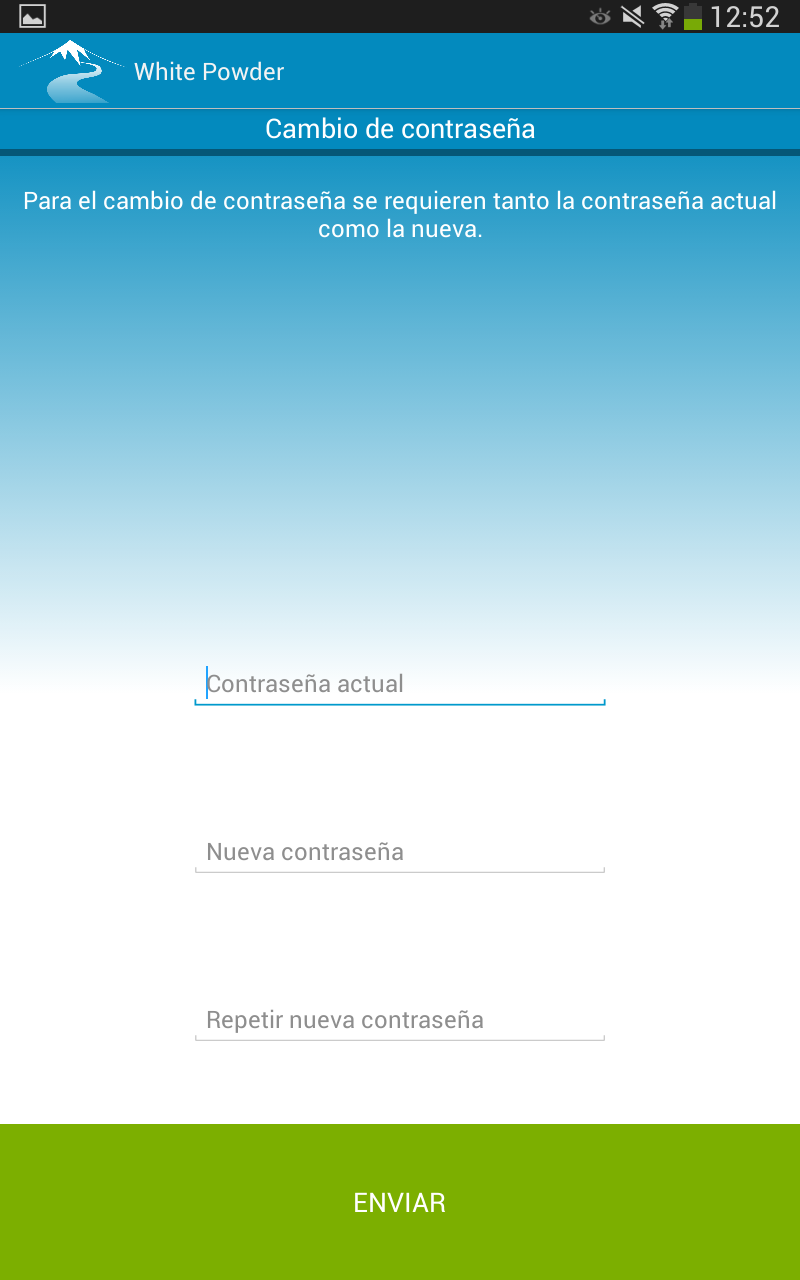 12:52
White Powder
Cambio de contraseña
Para el cambio de contraseña se requieren tanto la contraseña actual
como la nueva.
Contraseña actual
Nueva contraseña
Repetir nueva contraseña
ENVIAR